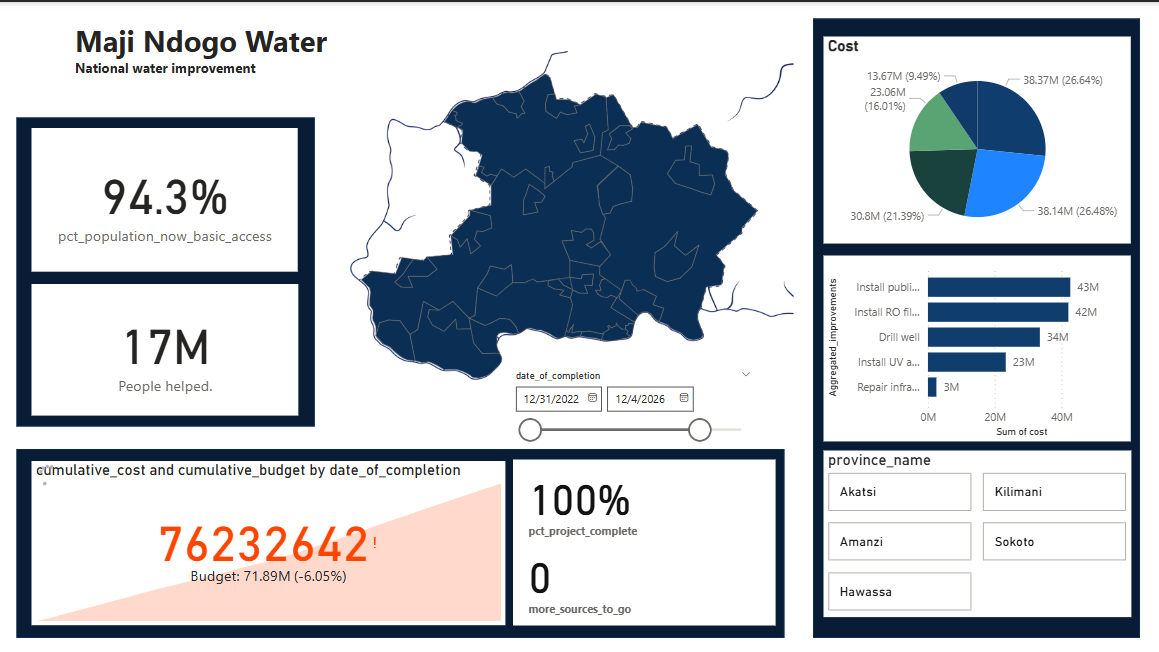 Maji Ndogo Water
National water improvement
94.3%
pct_population_now_basic_access
17M
People helped.
date_of_completion
12/31/2022
12/4/2026
cumulative_cost and cumulative_budget by date_of_completion
76232642!
Budget: 71.89M (-6.05%)
100%
pct_project_complete
0
more_sources_to_go
Cost
13.67M (9.49%)
38.37M (26.64%)
23.06M
(16.01%)
30.8M (21.39%)
38.14M (26.48%)
Aggregated_improvements
Install publi... 43M
Install RO fil... 42M
Drill well 34M
Install UV a... 23M
Repair infra... 3M
0M 20M 40M
Sum of cost
province_name
Akatsi
Kilimani
Amanzi
Sokoto
Hawassa